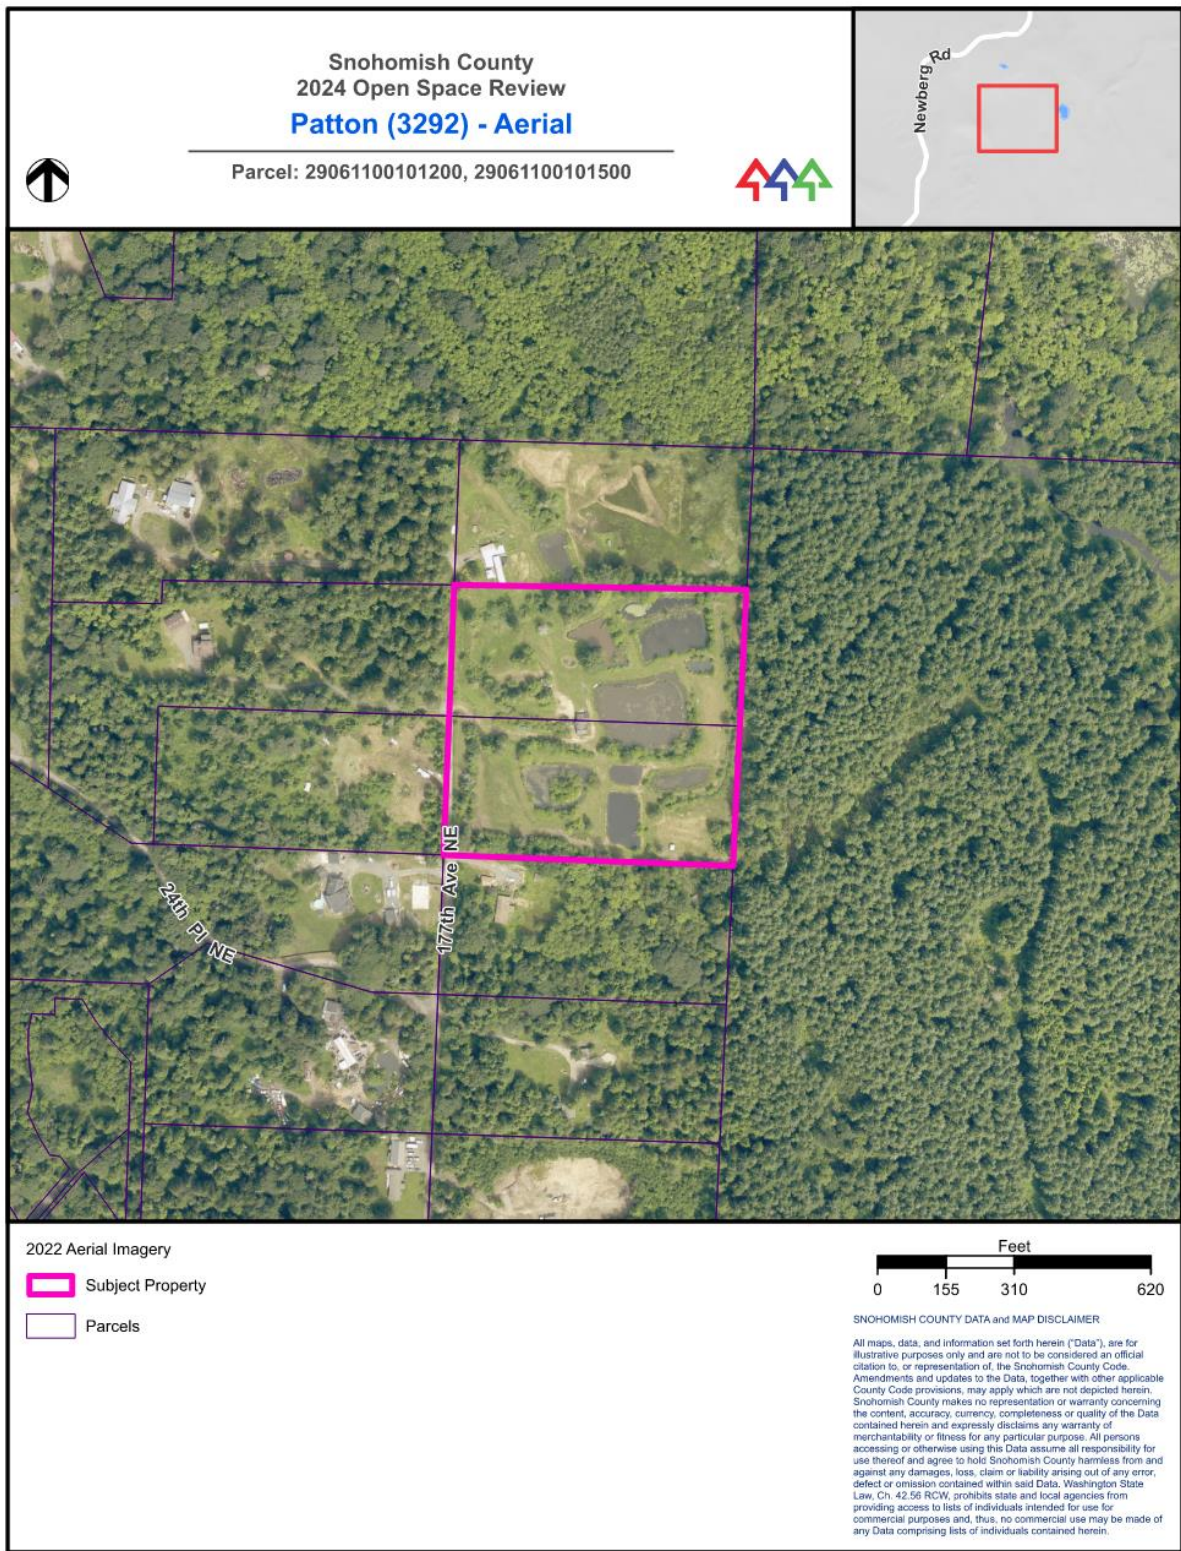 Snohomish County
2024 Open Space Review
Patton (3292) - Aerial
Parcel: 29061100101200, 29061100101500
Newberg Rd
177th Ave NE
24th Pl NE
2022 Aerial Imagery
Subject Property
Parcels
Feet
0 155 310 620
SNOHOMISH COUNTY DATA and MAP DISCLAIMER
All maps, data, and information set forth herein ("Data"), are for
illustrative purposes only and are not to be considered an official
citation to, or representation of, the Snohomish County Code.
Amendments and updates to the Data, together with other applicable
County Code provisions, may apply which are not depicted herein.
Snohomish County makes no representation or warranty concerning
the content, accuracy, currency, completeness or quality of the Data
contained herein and expressly disclaims any warranty of
merchantability or fitness for any particular purpose. All persons
accessing or otherwise using this Data assume all responsibility for
use thereof and agree to hold Snohomish County harmless from and
against any damages, loss, claim or liability arising out of any error,
defect or omission contained within said Data. Washington State
Law, Ch. 42.56 RCW, prohibits state and local agencies from
providing access to lists of individuals intended for use for
commercial purposes and, thus, no commercial use may be made of
any Data comprising lists of individuals contained herein.